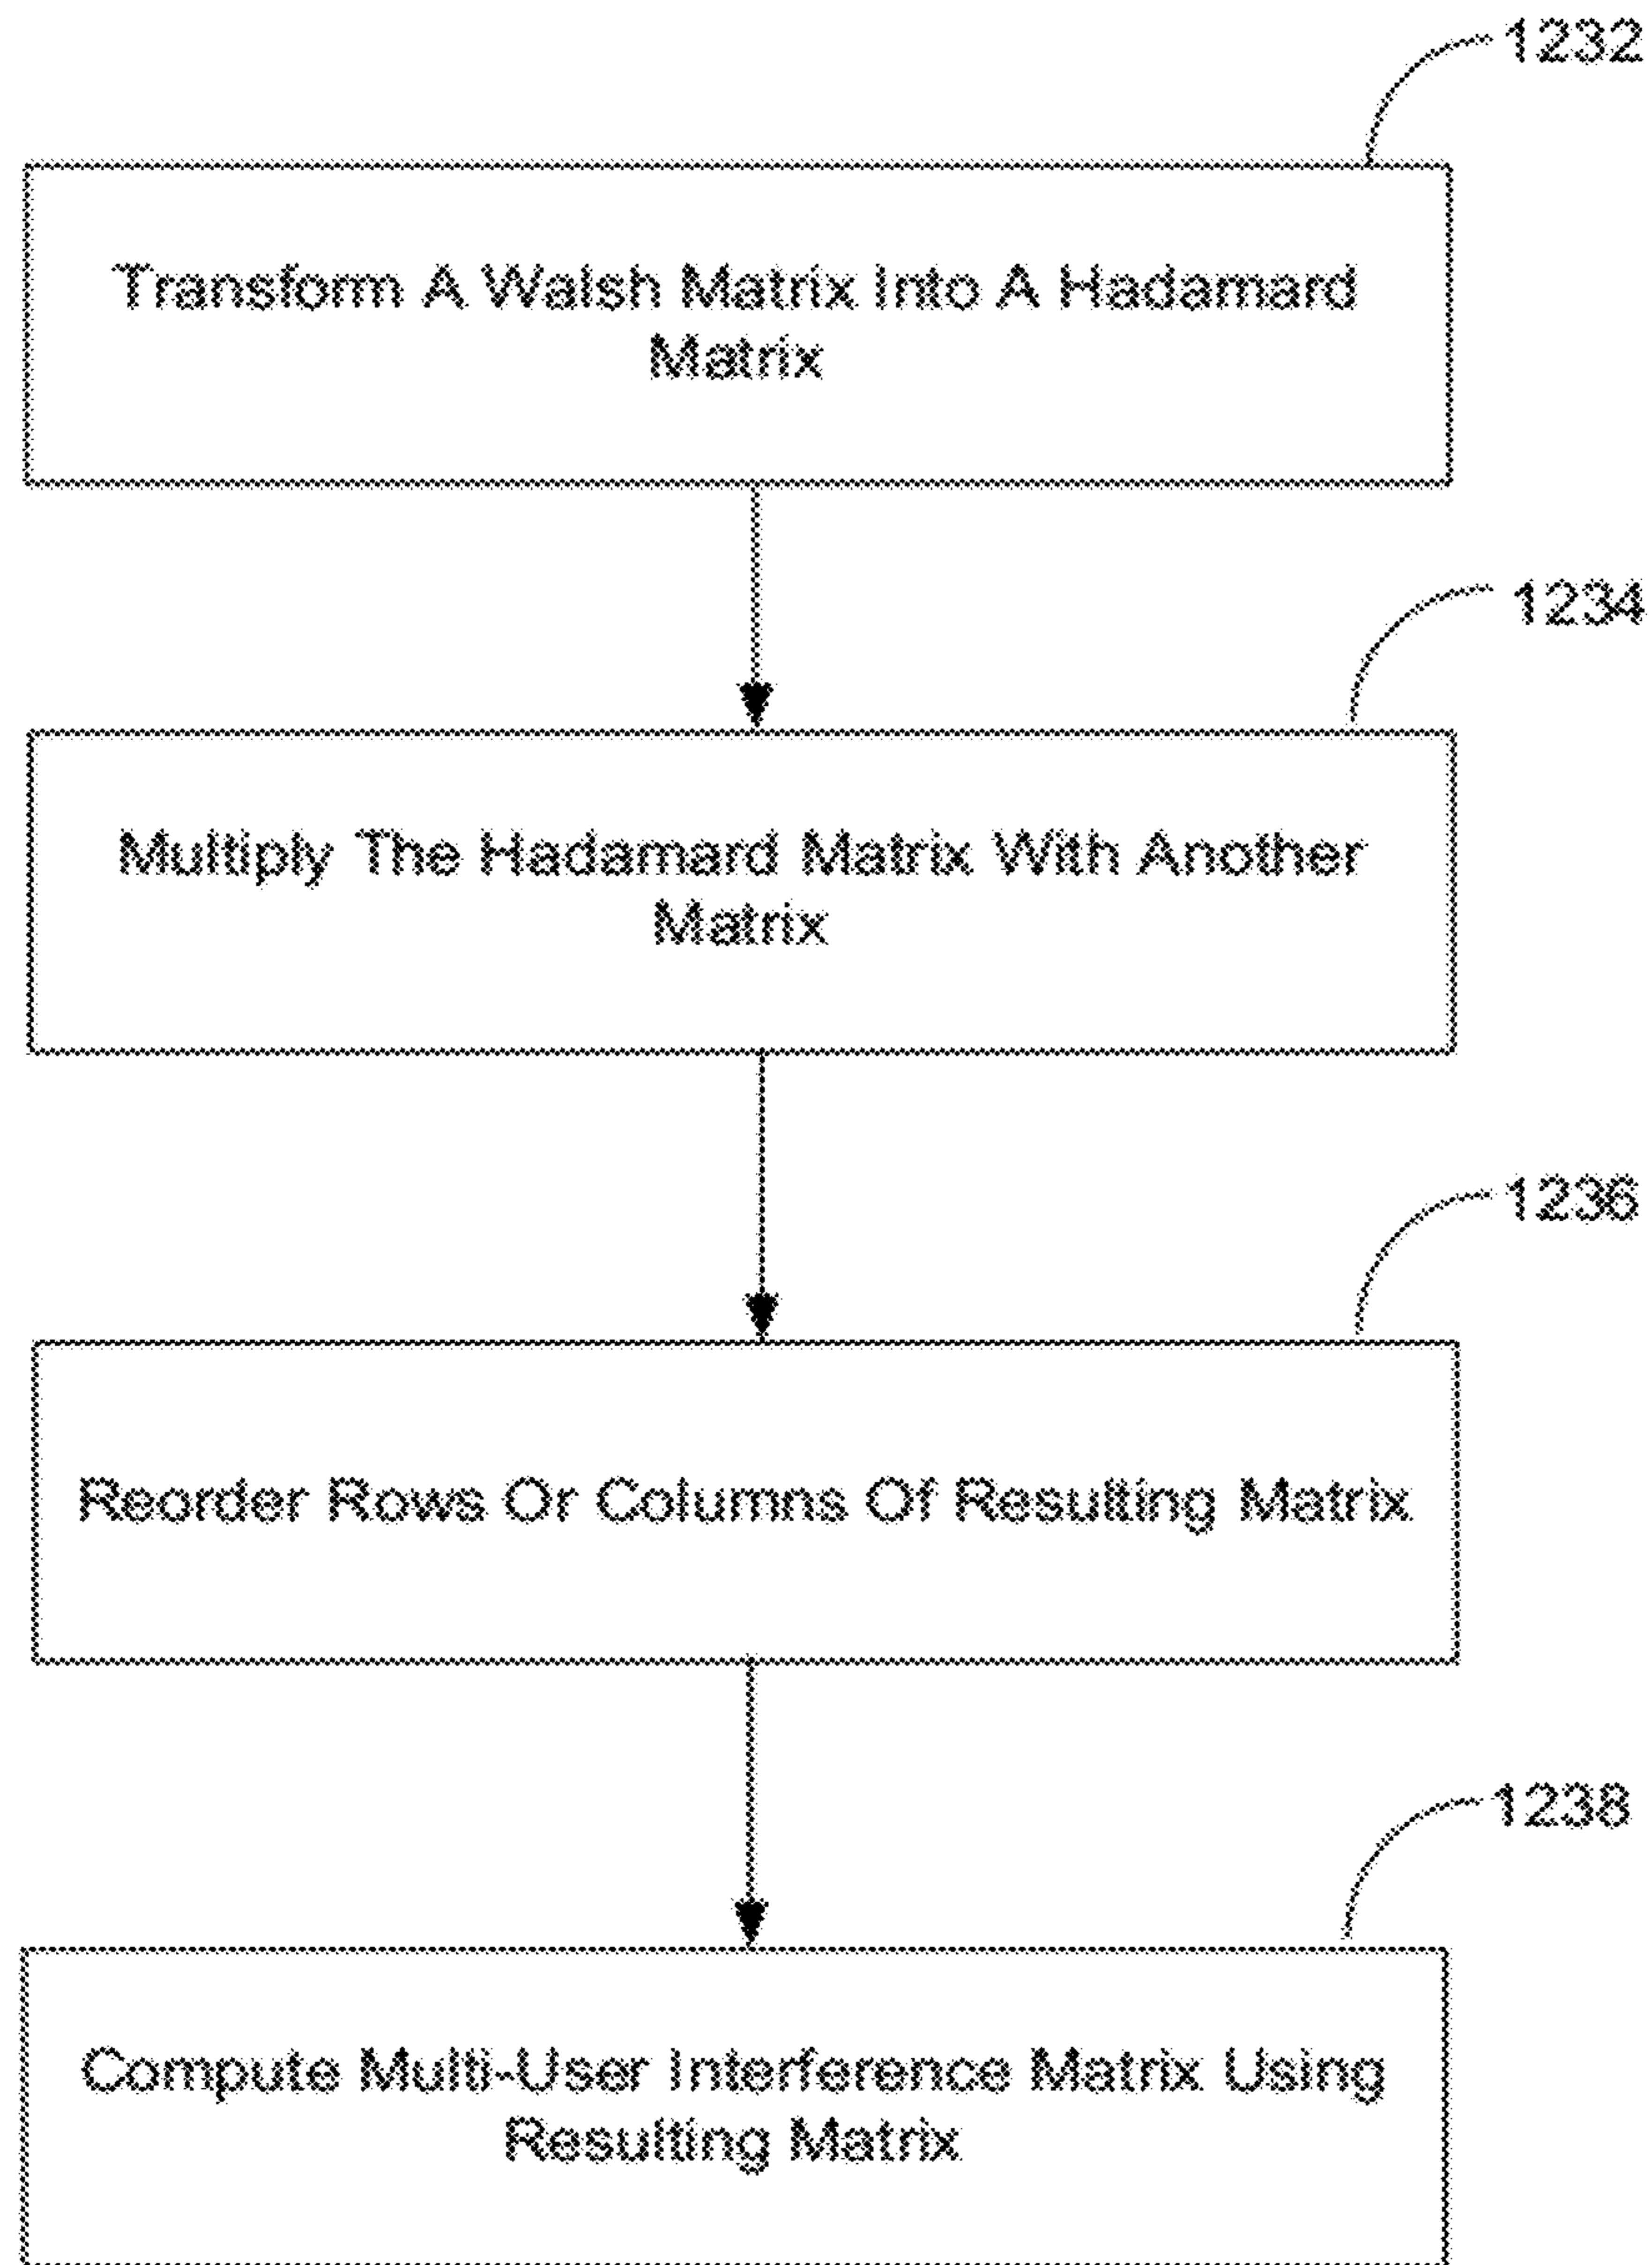 1232
Transform A Walsh Matrix Into A Hadamard
Matrix
1234
Multiply The Hadamard Matrix With Another
Matrix
1236
Reorder Rows Or Columns Of Resulting Matrix
1238
Compute Multi-User Interference Matrix Using
Resulting Matrix